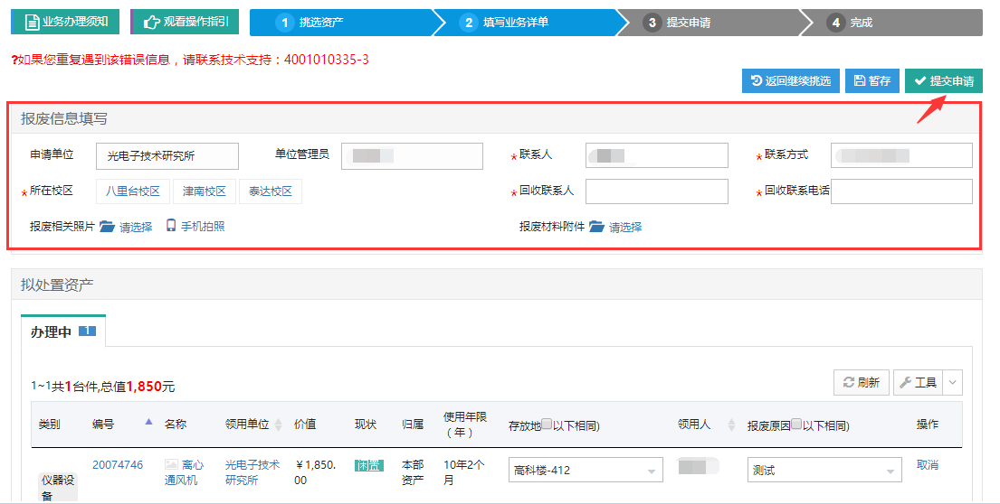 业务办理须知 观看操作指引 1 挑选资产 2 填写业务详单 3 提交申请 4 完成
?如果您重复遇到该错误信息，请联系技术支持：4001010335-3
返回继续挑选 暂存 提交申请
报废信息填写
申请单位 光电子技术研究所 单位管理员 *联系人 *联系方式
*所在校区 八里台校区 津南校区 泰达校区 *回收联系人 *回收联系电话
报废相关照片 请选择 手机拍照 报废材料附件 请选择
拟处置资产
办理中 1
1~1共1台件,总值1,850元 刷新 工具
类别 编号 名称 领用单位 价值 现状 归属 使用年限（年） 存放地 以下相同) 领用人 报废原因 以下相同) 操作
仪器设备 20074746 离心通风机 光电子技术研究所 ￥1,850.00 闲置 本部资产 10年2个月 高科楼-412 测试 取消